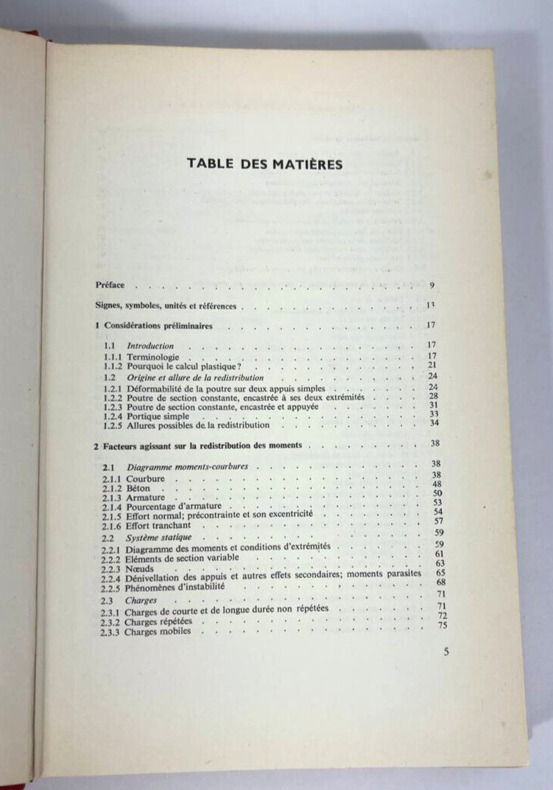 TABLE DES MATIÈRES
Préface . . . . . . . . . . . . . . . . . . . . . . 9
Signes, symboles, unités et références . . . . . . . . . . . . . . 13
1 Considérations préliminaires . . . . . . . . . . . . . . . 17
1.1 Introduction . . . . . . . . . . . . . . . . . . . 17
1.1.1 Terminologie . . . . . . . . . . . . . . . . . . 17
1.1.2 Pourquoi le calcul plastique? . . . . . . . . . . . . . 21
1.2 Origine et allure de la redistribution . . . . . . . . . . . 24
1.2.1 Déformabilité de la poutre sur deux appuis simples . . . . . . . 24
1.2.2 Poutre de section constante, encastrée à ses deux extrémités . . . . 28
1.2.3 Poutre de section constante, encastrée et appuyée . . . . . . . 31
1.2.4 Portique simple . . . . . . . . . . . . . . . . . 33
1.2.5 Allures possibles de la redistribution . . . . . . . . . . . 34
2 Facteurs agissant sur la redistribution des moments . . . . . . . . . 38
2.1 Diagramme moments-courbures . . . . . . . . . . . . . 38
2.1.1 Courbure . . . . . . . . . . . . . . . . . . . 38
2.1.2 Béton . . . . . . . . . . . . . . . . . . . . 48
2.1.3 Armature . . . . . . . . . . . . . . . . . . . 50
2.1.4 Pourcentage d'armature . . . . . . . . . . . . . . . 53
2.1.5 Effort normal; précontrainte et son excentricité . . . . . . . . 54
2.1.6 Effort tranchant . . . . . . . . . . . . . . . . . 57
2.2 Système statique . . . . . . . . . . . . . . . . . 59
2.2.1 Diagramme des moments et conditions d'extrémités . . . . . . . 59
2.2.2 Eléments de section variable . . . . . . . . . . . . . 61
2.2.3 Nœuds . . . . . . . . . . . . . . . . . . . . 63
2.2.4 Dénivellation des appuis et autres effets secondaires; moments parasites 65
2.2.5 Phénomènes d'instabilité . . . . . . . . . . . . . . 68
2.3 Charges . . . . . . . . . . . . . . . . . . . . 71
2.3.1 Charges de courte et de longue durée non répétées . . . . . . . 71
2.3.2 Charges répétées . . . . . . . . . . . . . . . . . 72
2.3.3 Charges mobiles . . . . . . . . . . . . . . . . . 75
5